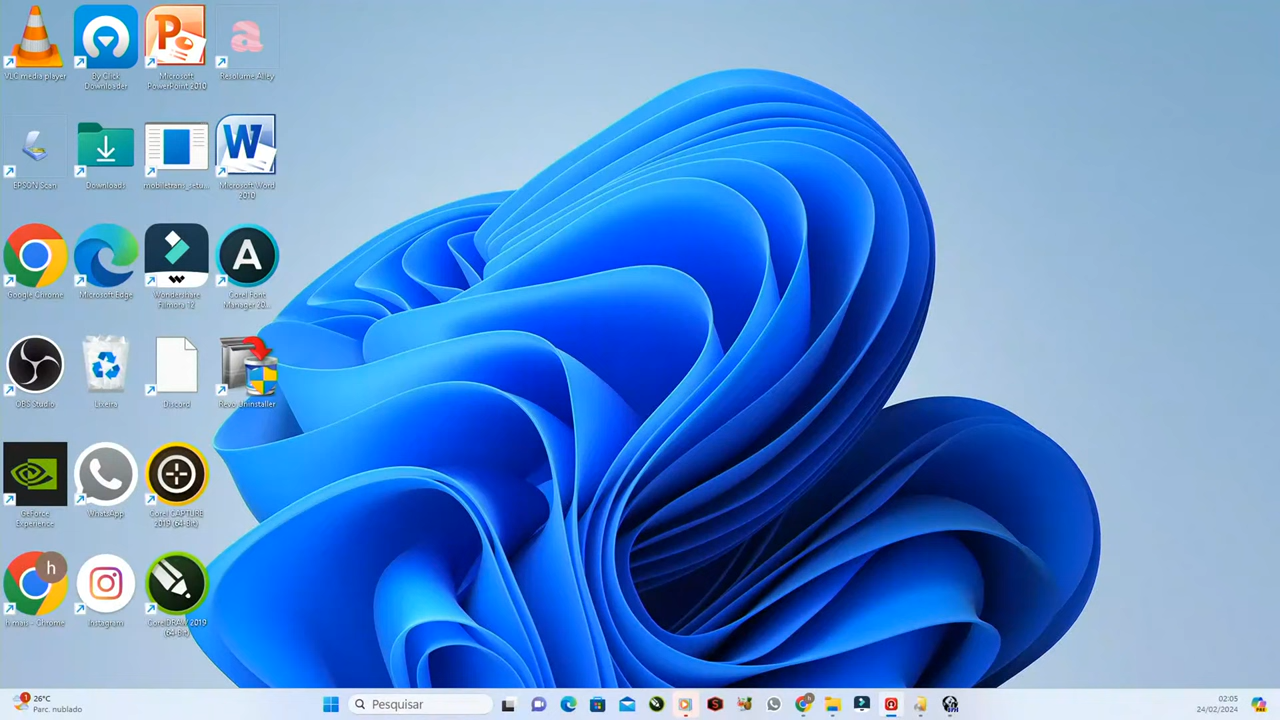 VLC media player
By Click
Downloader
Microsoft
PowerPoint 2010
Resolume Alley
EPSON Scan
Downloads
mobiletrans_setu...
Microsoft Word
2010
Google Chrome
Microsoft Edge
Wondershare
Filmora 12
Corel Font
Manager 20...
OBS Studio
Lixeira
Discord
Revo Uninstaller
GeForce
Experience
WhatsApp
Corel CAPTURE
2019 (64-Bit)
Instagram
CorelDRAW 2019
(64-Bit)
26°C
Parc. nublado
Pesquisar
02:05
24/02/2024